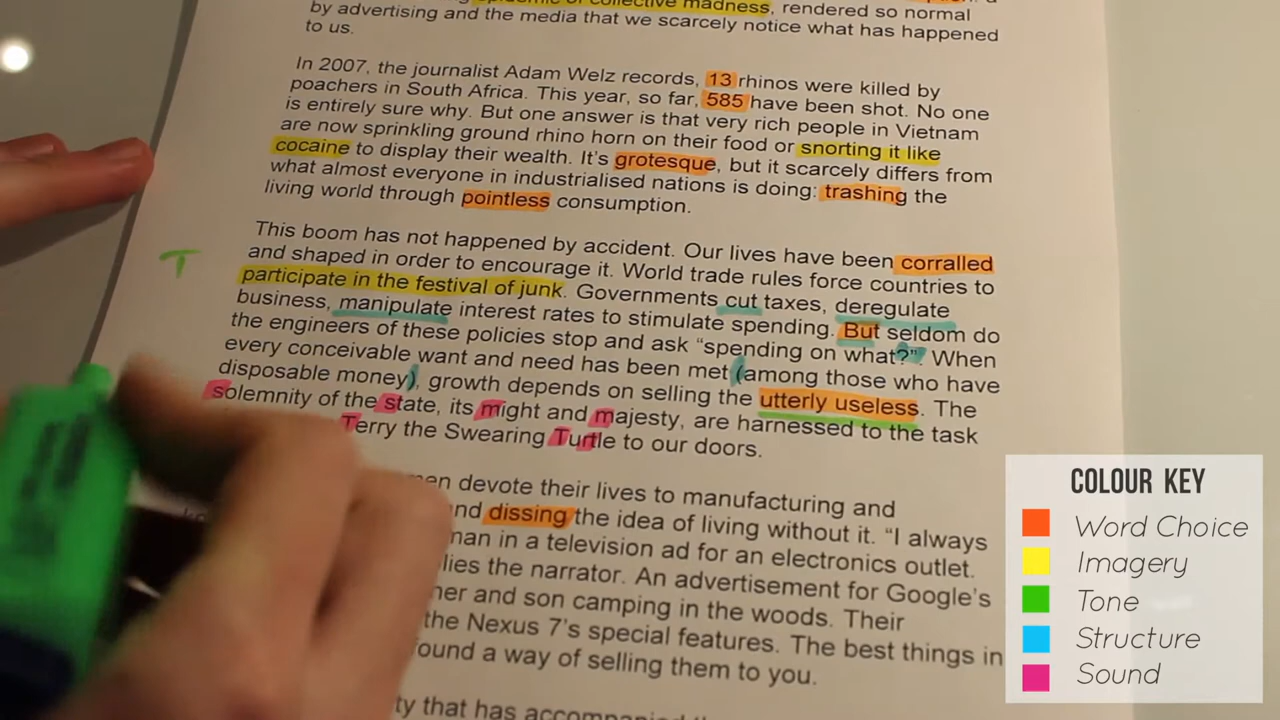 epidemic of collective madness, rendered so normal
by advertising and the media that we scarcely notice what has happened
to us.
In 2007, the journalist Adam Welz records, 13 rhinos were killed by
poachers in South Africa. This year, so far, 585 have been shot. No one
is entirely sure why. But one answer is that very rich people in Vietnam
are now sprinkling ground rhino horn on their food or snorting it like
cocaine to display their wealth. It's grotesque, but it scarcely differs from
what almost everyone in industrialised nations is doing: trashing the
living world through pointless consumption.
This boom has not happened by accident. Our lives have been corralled
and shaped in order to encourage it. World trade rules force countries to
participate in the festival of junk. Governments cut taxes, deregulate
business, manipulate interest rates to stimulate spending. But seldom do
the engineers of these policies stop and ask “spending on what?” When
every conceivable want and need has been met (among those who have
disposable money), growth depends on selling the utterly useless. The
solemnity of the state, its might and majesty, are harnessed to the task
Terry the Swearing Turtle to our doors.
T
devote their lives to manufacturing and
dissing the idea of living without it. “I always
in a television ad for an electronics outlet.
the narrator. An advertisement for Google's
and son camping in the woods. Their
the Nexus 7's special features. The best things in
a way of selling them to you.
that has
COLOUR KEY
Word Choice
Imagery
Tone
Structure
Sound